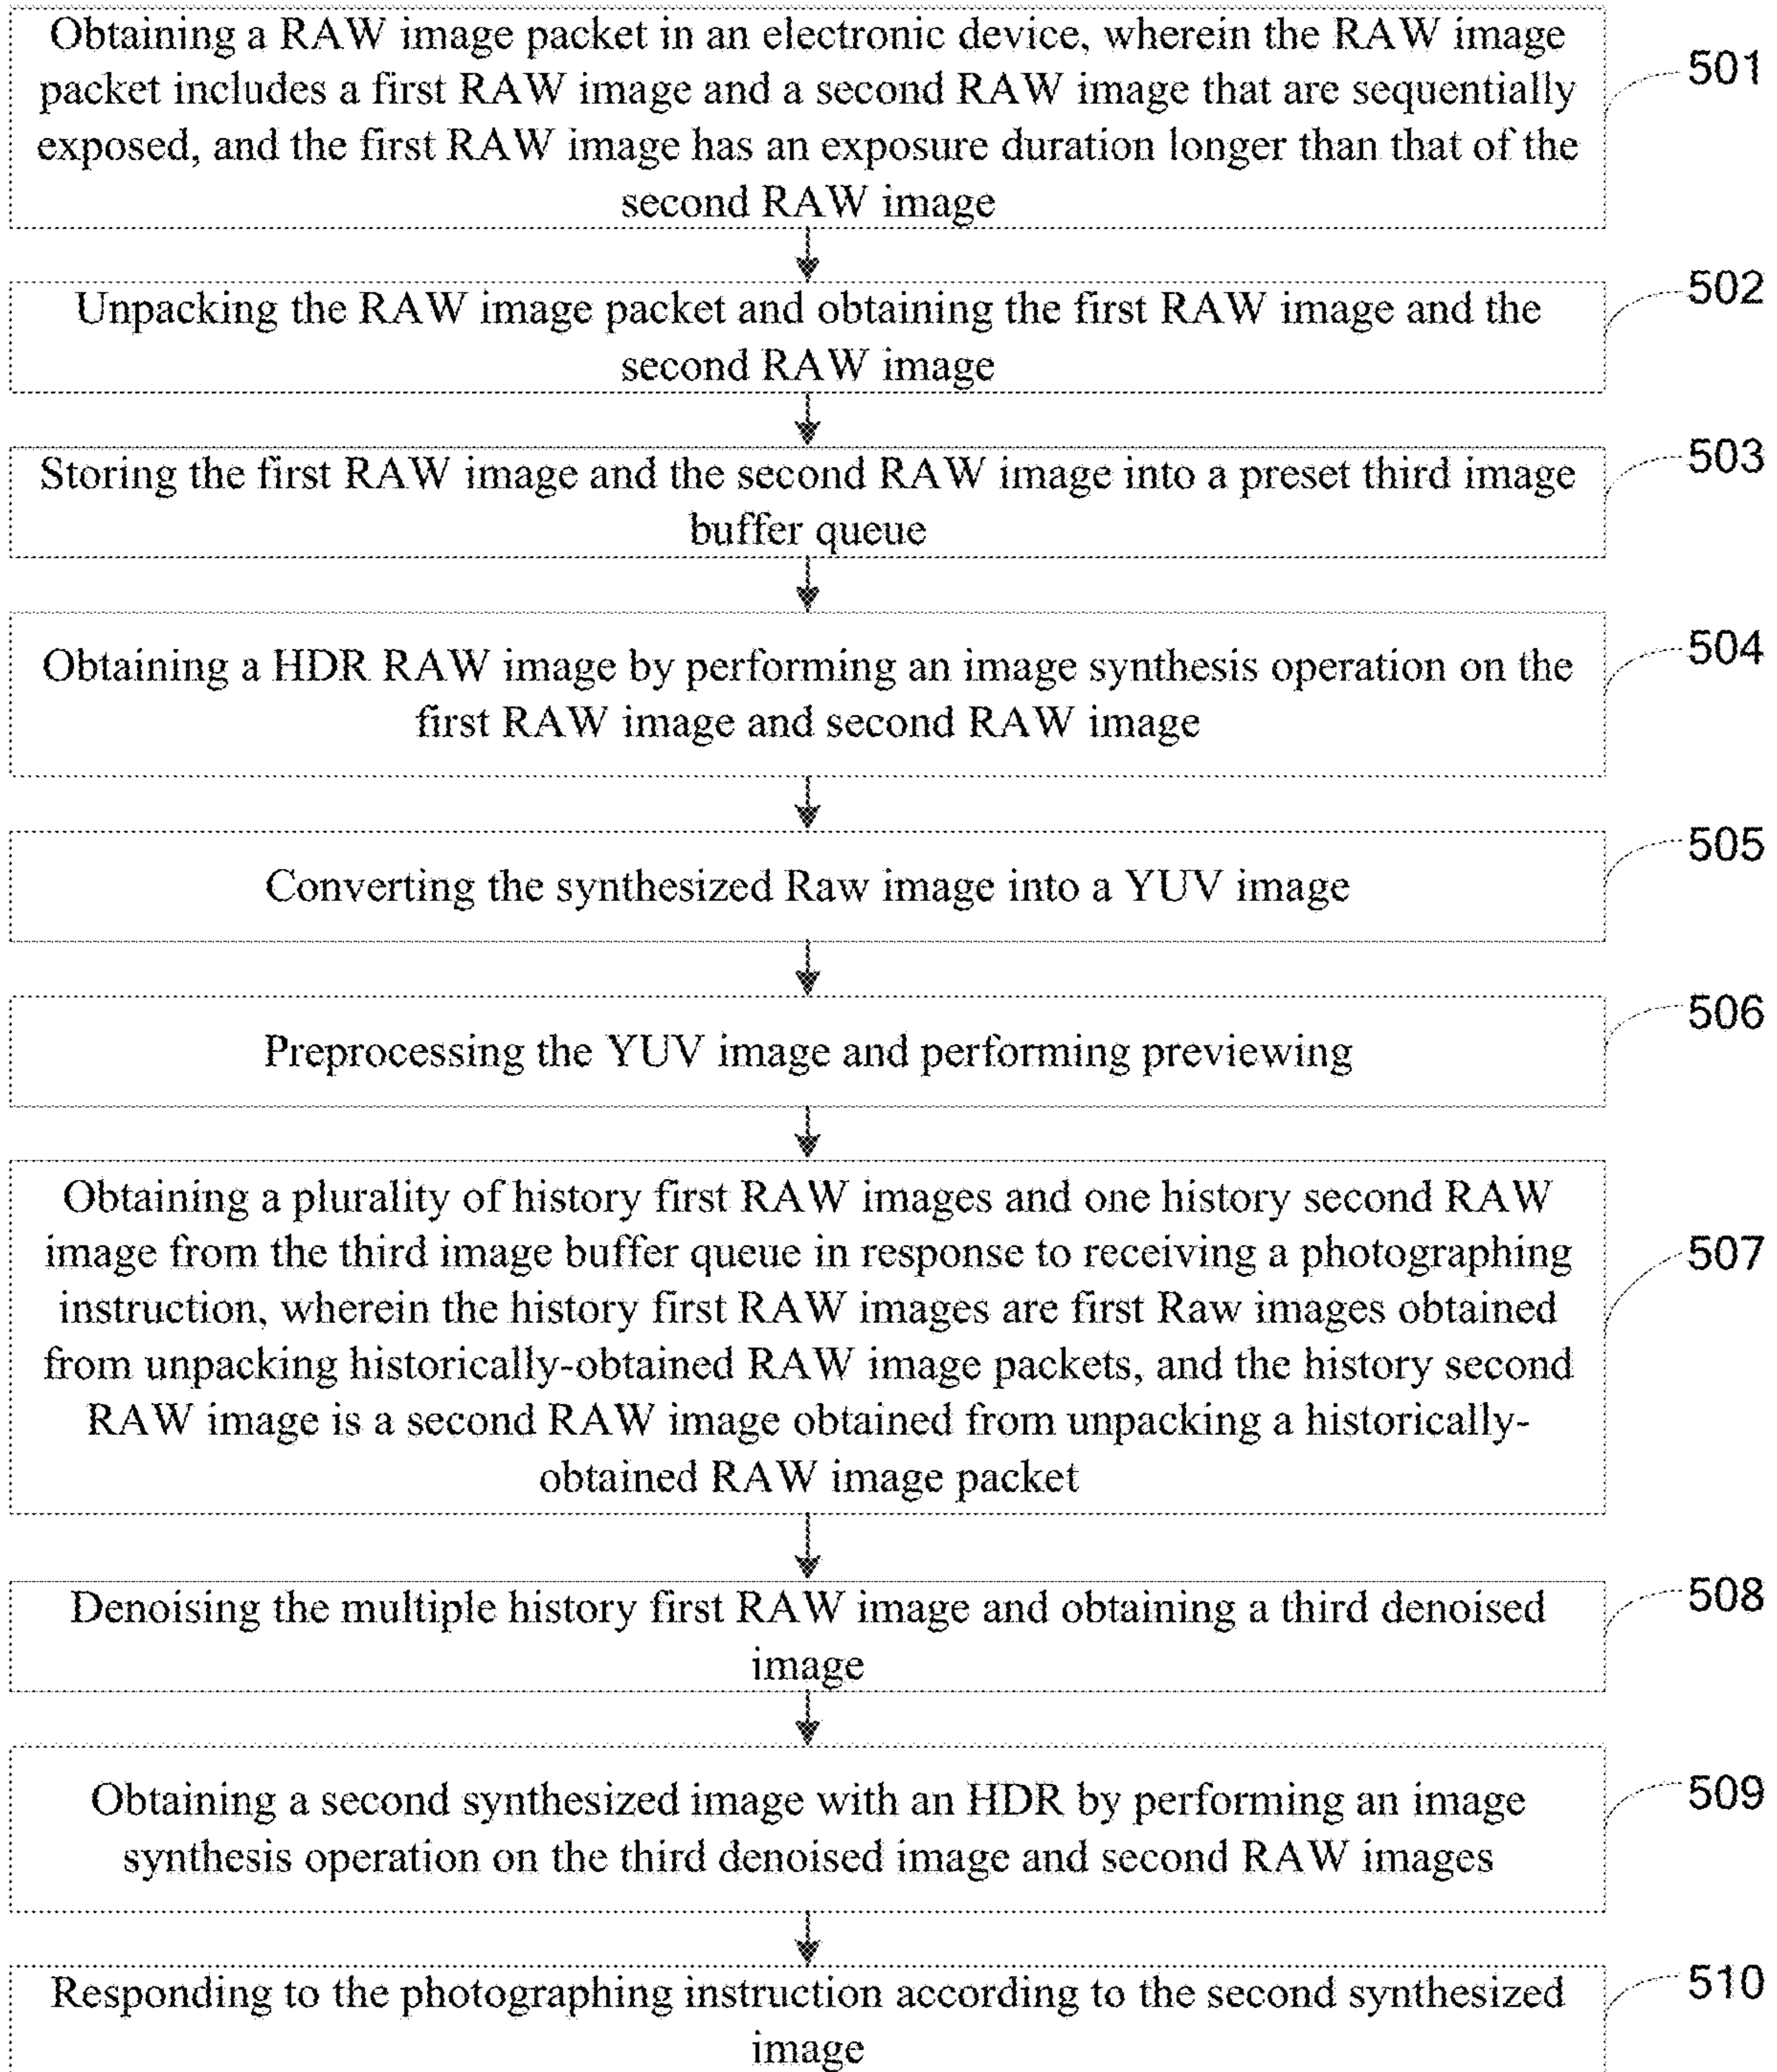 Obtaining a RAW image packet in an electronic device, wherein the RAW image
packet includes a first RAW image and a second RAW image that are sequentially
exposed, and the first RAW image has an exposure duration longer than that of the
second RAW image
501
Unpacking the RAW image packet and obtaining the first RAW image and the
second RAW image
502
Storing the first RAW image and the second RAW image into a preset third image
buffer queue
503
Obtaining a HDR RAW image by performing an image synthesis operation on the
first RAW image and second RAW image
504
Converting the synthesized Raw image into a YUV image
505
Preprocessing the YUV image and performing previewing
506
Obtaining a plurality of history first RAW images and one history second RAW
image from the third image buffer queue in response to receiving a photographing
instruction, wherein the history first RAW images are first Raw images obtained
from unpacking historically-obtained RAW image packets, and the history second
RAW image is a second RAW image obtained from unpacking a historically-
obtained RAW image packet
507
Denoising the multiple history first RAW image and obtaining a third denoised
image
508
Obtaining a second synthesized image with an HDR by performing an image
synthesis operation on the third denoised image and second RAW images
509
Responding to the photographing instruction according to the second synthesized
image
510